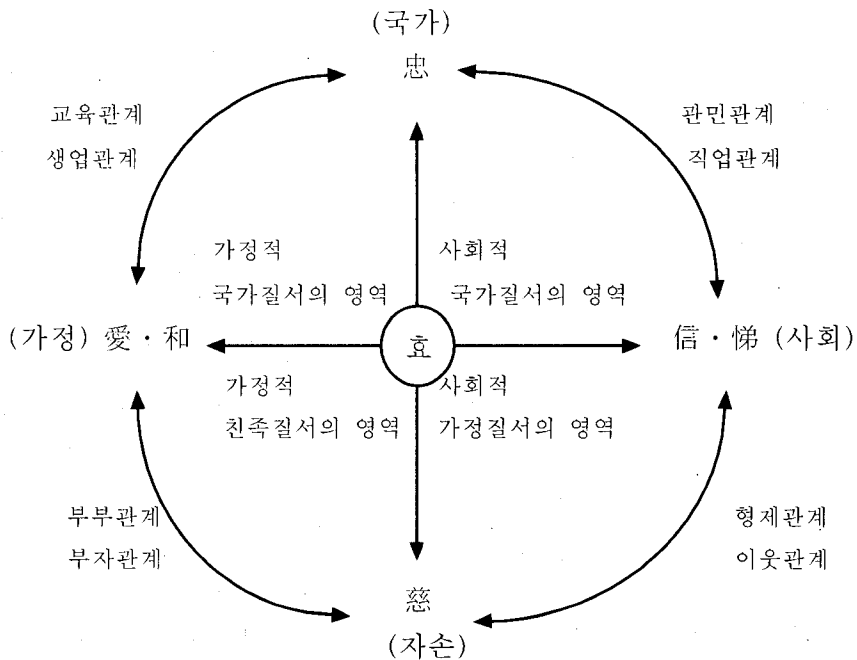 (국가)
忠
교육관계
생업관계
관민관계
직업관계
가정적
국가질서의 영역
사회적
국가질서의 영역
(가정) 愛·和
효
信·悌 (사회)
가정적
친족질서의 영역
사회적
가정질서의 영역
부부관계
부자관계
형제관계
이웃관계
慈
(자손)